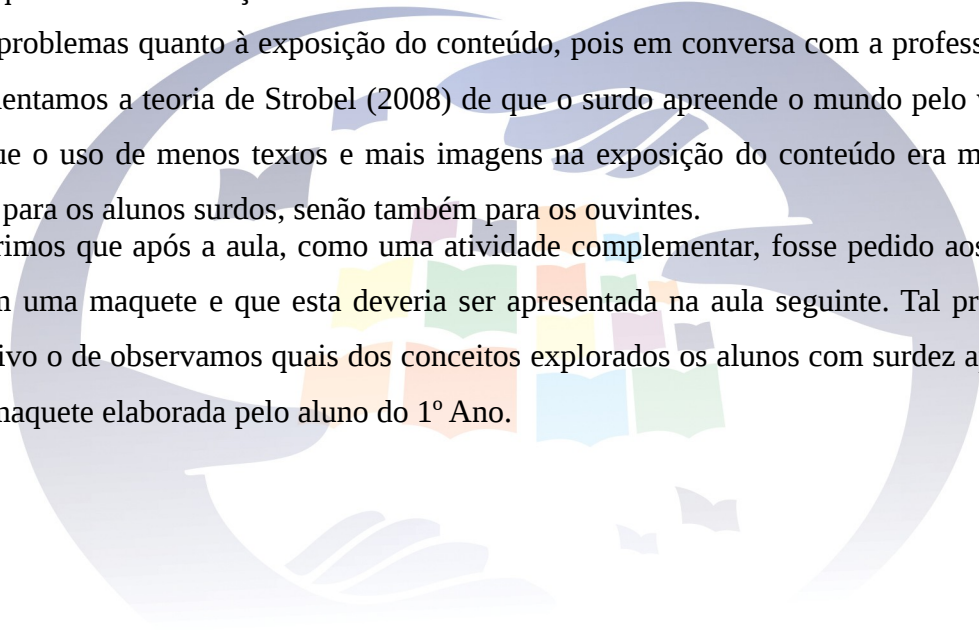 problemas quanto à exposição do conteúdo, pois em conversa com a profess
entamos a teoria de Strobel (2008) de que o surdo apreende o mundo pelo
ue o uso de menos textos e mais imagens na exposição do conteúdo era m
para os alunos surdos, senão também para os ouvintes.
rimos que após a aula, como uma atividade complementar, fosse pedido aos
m uma maquete e que esta deveria ser apresentada na aula seguinte. Tal pr
ivo o de observamos quais dos conceitos explorados os alunos com surdez a
maquete elaborada pelo aluno do 1º Ano.